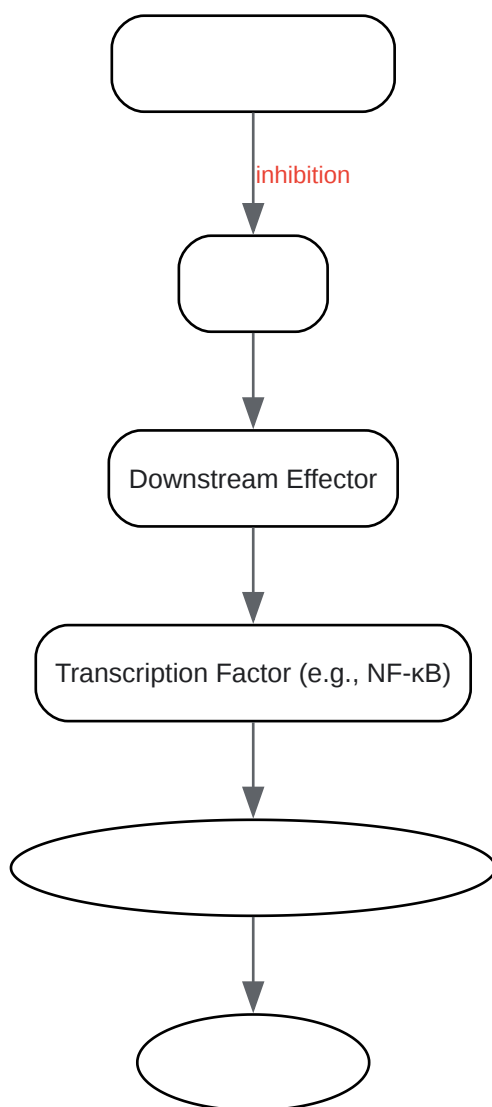 inhibition
Downstream Effector
Transcription Factor (e.g., NF-κB)